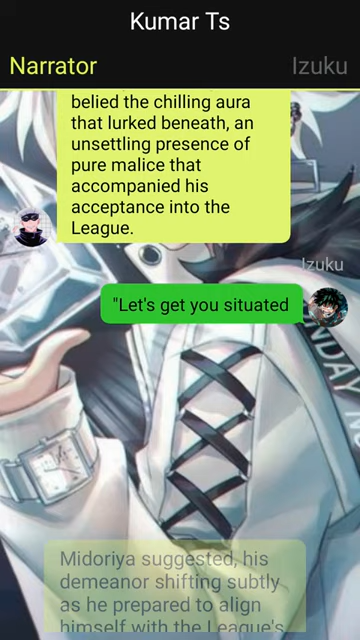 Kumar Ts
Narrator
Izuku
belied the chilling aura
that lurked beneath, an
unsettling presence of
pure malice that
accompanied his
acceptance into the
League.
Izuku
"Let's get you situated
NDAY
Midoriya suggested, his
demeanor shifting subtly
as he prepared to align
himself with the League's